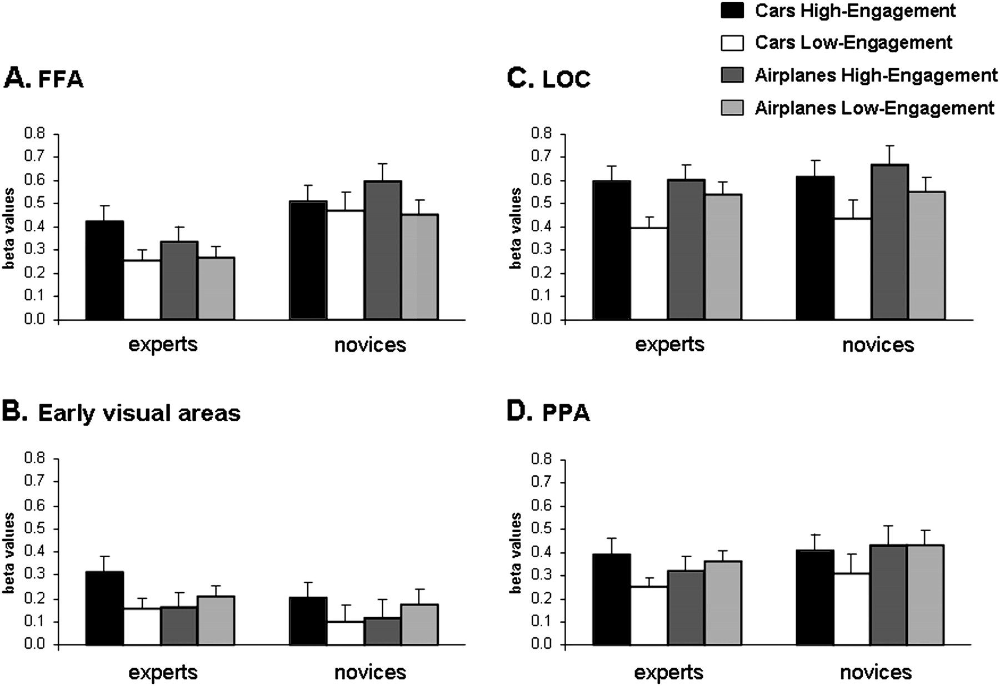 Cars High-Engagement
Cars Low-Engagement
Airplanes High-Engagement
Airplanes Low-Engagement
A. FFA
0.8
0.7
0.6
0.5
0.4
0.3
0.2
0.1
0.0
beta values
experts
novices
C. LOC
0.8
0.7
0.6
0.5
0.4
0.3
0.2
0.1
0.0
beta values
experts
novices
B. Early visual areas
0.8
0.7
0.6
0.5
0.4
0.3
0.2
0.1
0.0
beta values
experts
novices
D. PPA
0.8
0.7
0.6
0.5
0.4
0.3
0.2
0.1
0.0
beta values
experts
novices